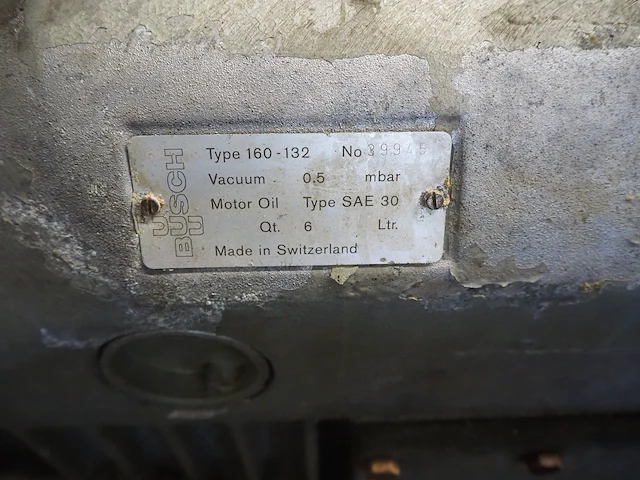 BUSCH
Type 160-132 No 39945
Vacuum 0.5 mbar
Motor Oil Type SAE 30
Qt. 6 Ltr.
Made in Switzerland